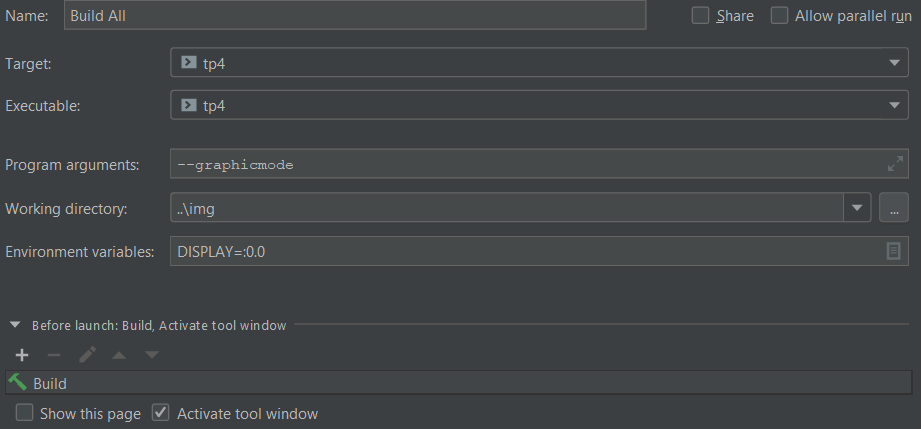 Name: Build All Share Allow parallel run
Target: tp4
Executable: tp4
Program arguments: --graphicmode
Working directory: ..\img ...
Environment variables: DISPLAY=:0.0
Before launch: Build, Activate tool window
Build
Show this page Activate tool window